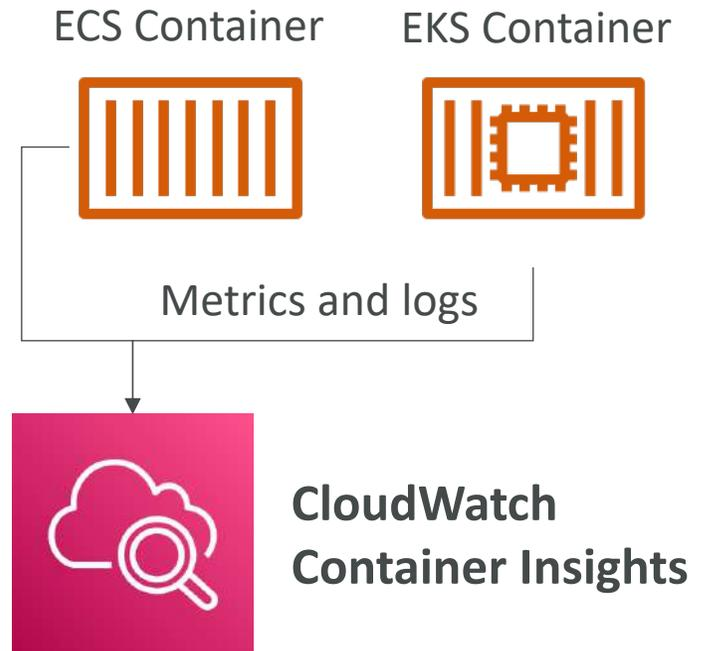 ECS Container
EKS Container
Metrics and logs
CloudWatch
Container Insights